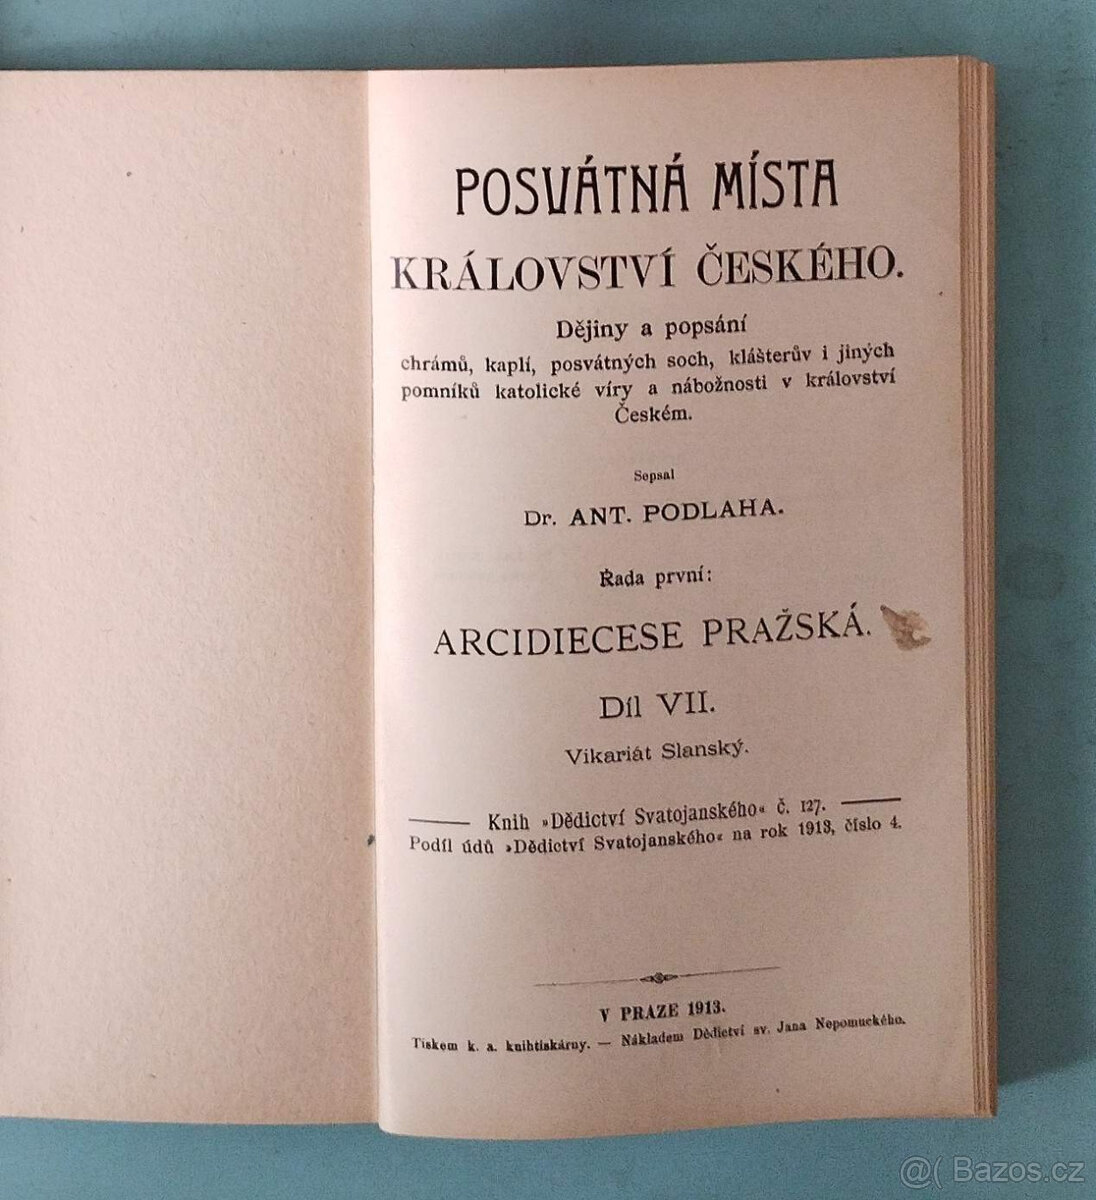 POSVÁTNÁ MÍSTA
KRÁLOVSTVÍ ČESKÉHO.
Dějiny a popsání
chrámů, kaplí, posvátných soch, klášterův i jiných
pomníků katolické víry a nábožnosti v království
Českém.
Sepsal
Dr. ANT. PODLAHA.
Řada první:
ARCIDIECESE PRAŽSKÁ.
Díl VII.
Vikariát Slanský.
Knih »Dědictví Svatojanského« č. 127.
Podíl údů »Dědictví Svatojanského« na rok 1913, číslo 4.
V PRAZE 1913.
Tiskem k. a. knihtiskárny. — Nákladem Dědictví sv. Jana Nepomuckého.
@( Bazos.cz